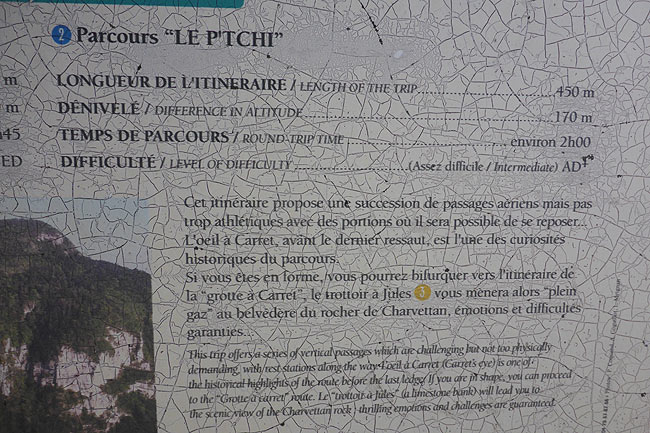 2 Parcours "LE P'TCHI"
m LONGUEUR DE L'ITINERAIRE / LENGTH OF THE TRIP 450 m
m DÉNIVÉLÉ / DIFFERENCE IN ALTITUDE 170 m
h45 TEMPS DE PARCOURS / ROUND-TRIP TIME environ 2h00
ED DIFFICULTÉ / LEVEL OF DIFFICULTY (Assez difficile / Intermediate) AD
Cet itinéraire propose une succession de passages aériens mais pas
trop athlétiques avec des portions où il sera possible de se reposer...
L'oeil à Carret, avant le dernier ressaut, est l'une des curiosités
historiques du parcours.
Si vous êtes en forme, vous pourrez bifurquer vers l'itinéraire de
la "grotte à Carret", le trottoir à Jules 3 vous mènera alors "plein
gaz" au belvédère du rocher de Charvettan, émotions et difficultés
garanties...
This trip offers a series of vertical passages which are challenging but not too physically
demanding, with rest stations along the way. L'oeil à Carret (Carret's eye) is one of
the historical highlights of the route before the last ledge. If you are in shape, you can proceed
to the "Grotte à carret" route. Le "trottoir à Jules" (a limestone bank) will lead you to
the scenic view of the Charvettan rock ; thrilling emotions and challenges are guaranteed.